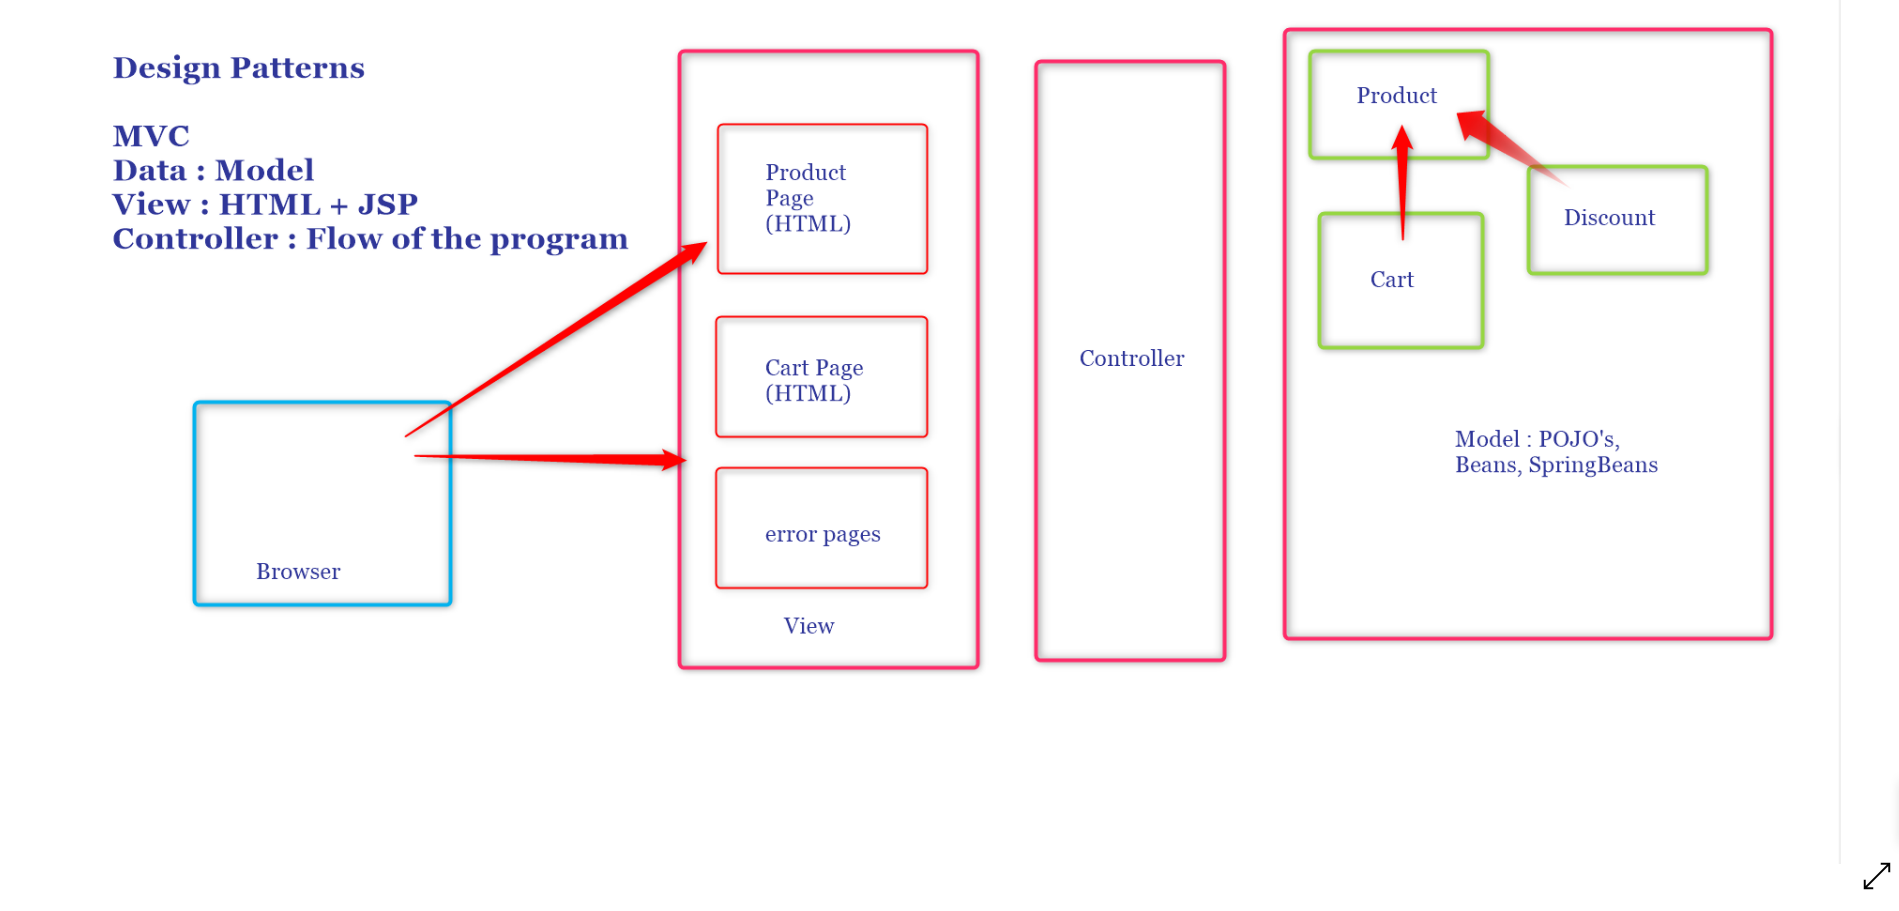 Design Patterns
MVC
Data : Model
View : HTML + JSP
Controller : Flow of the program
Browser
Product
Page
(HTML)
Cart Page
(HTML)
error pages
View
Controller
Product
Discount
Cart
Model : POJO's,
Beans, SpringBeans